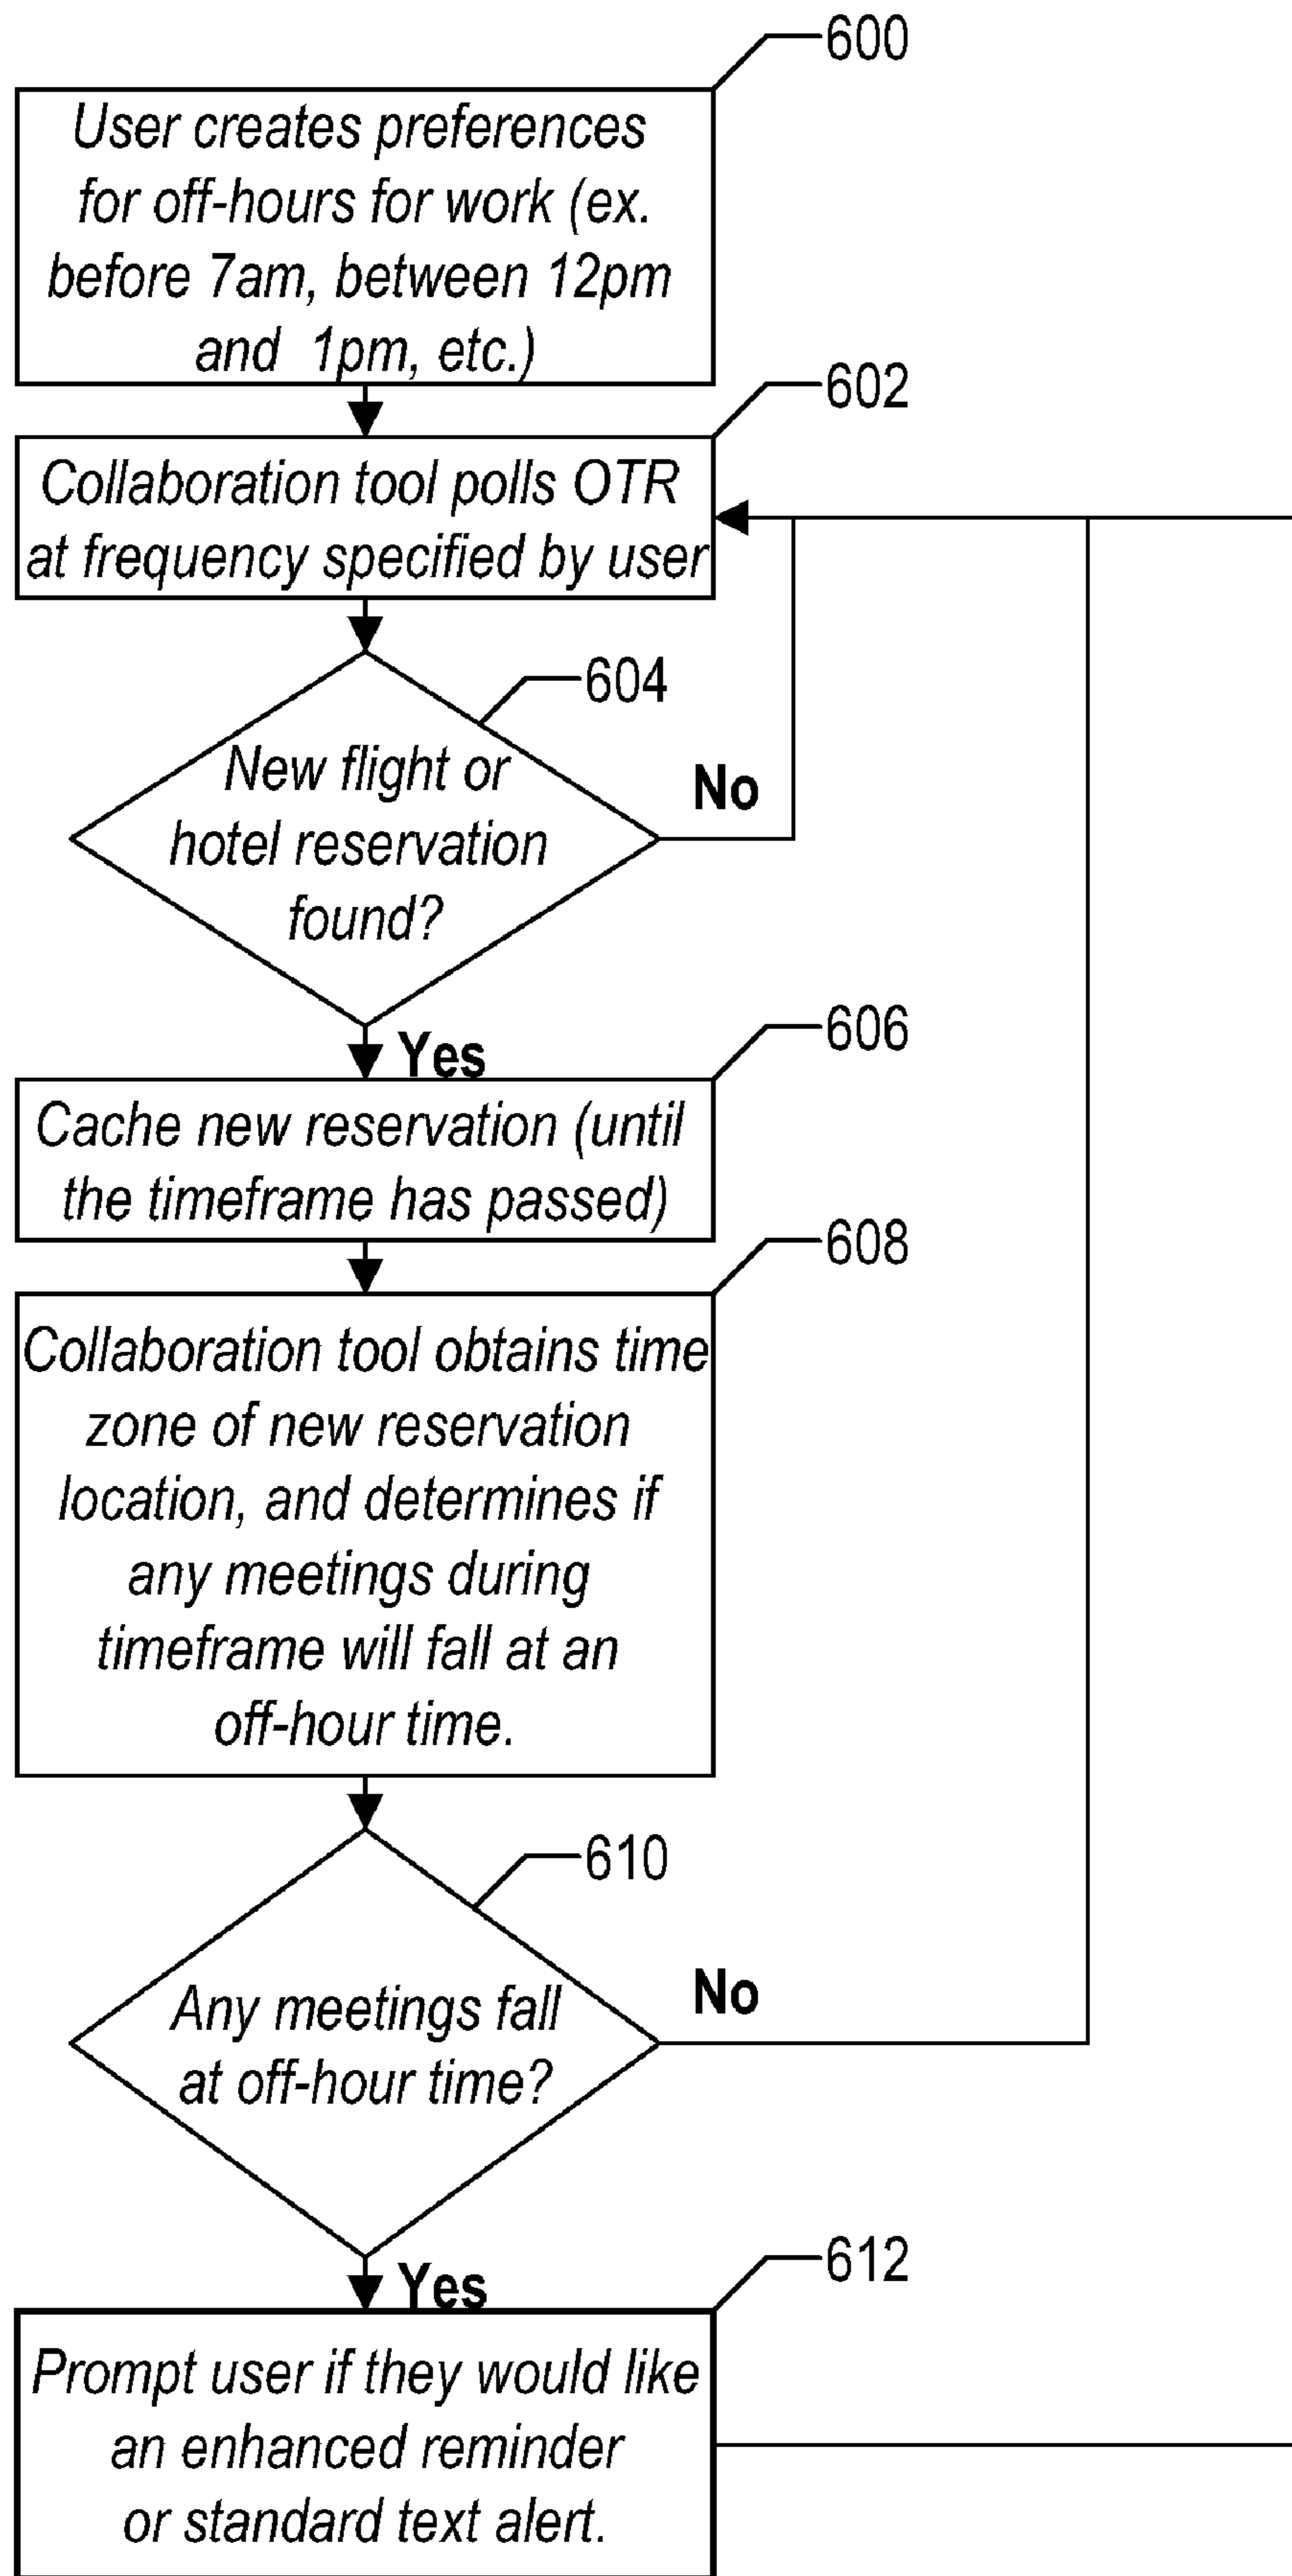 600
User creates preferences
for off-hours for work (ex.
before 7am, between 12pm
and 1pm, etc.)
602
Collaboration tool polls OTR
at frequency specified by user
604
New flight or
hotel reservation
found?
No
Yes
606
Cache new reservation (until
the timeframe has passed)
608
Collaboration tool obtains time
zone of new reservation
location, and determines if
any meetings during
timeframe will fall at an
off-hour time.
610
Any meetings fall
at off-hour time?
No
Yes
612
Prompt user if they would like
an enhanced reminder
or standard text alert.